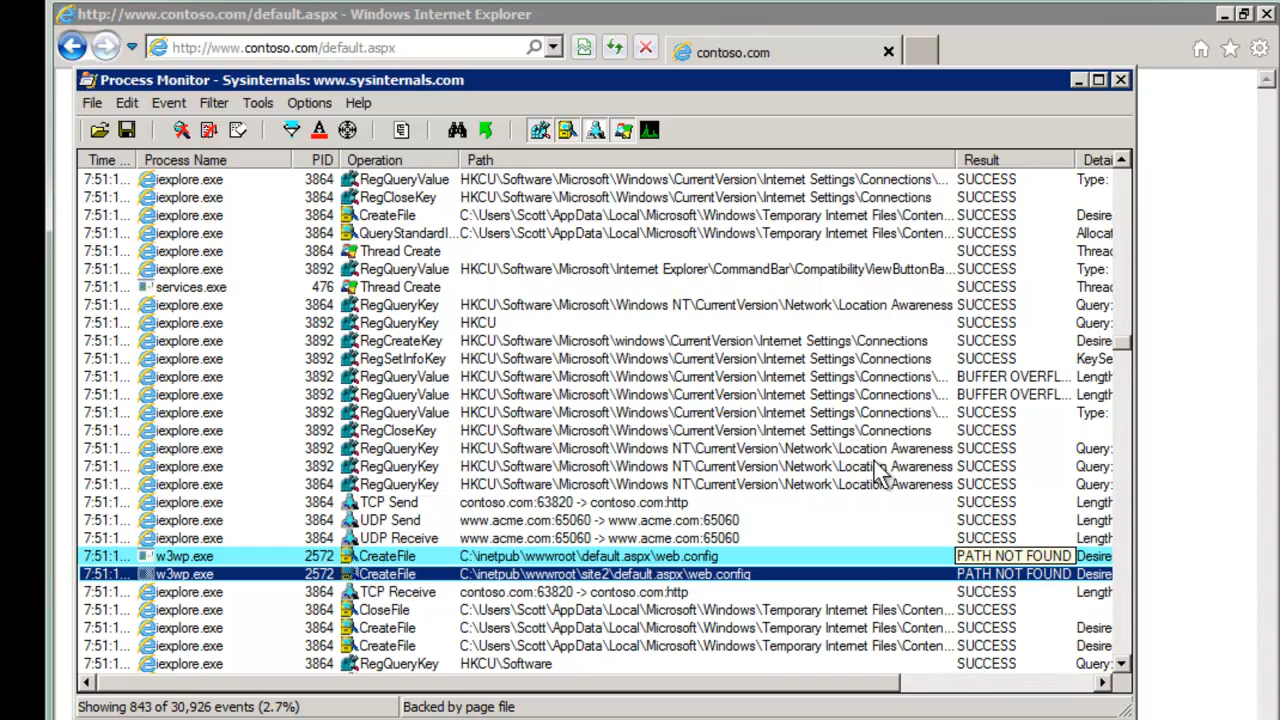 http://www.contoso.com/default.aspx - Windows Internet Explorer
http://www.contoso.com/default.aspx
contoso.com
Process Monitor - Sysinternals: www.sysinternals.com
File Edit Event Filter Tools Options Help
Time ... Process Name PID Operation Path Result Detai
7:51:1... iexplore.exe 3864 RegQueryValue HKCU\Software\Microsoft\Windows\CurrentVersion\Internet Settings\Connections\... SUCCESS Type:
7:51:1... iexplore.exe 3864 RegCloseKey HKCU\Software\Microsoft\Windows\CurrentVersion\Internet Settings\Connections SUCCESS
7:51:1... iexplore.exe 3864 CreateFile C:\Users\Scott\AppData\Local\Microsoft\Windows\Temporary Internet Files\Conten... SUCCESS Desire
7:51:1... iexplore.exe 3864 QueryStandardI... C:\Users\Scott\AppData\Local\Microsoft\Windows\Temporary Internet Files\Conten... SUCCESS Allocat
7:51:1... iexplore.exe 3864 Thread Create SUCCESS Thread
7:51:1... iexplore.exe 3892 RegQueryValue HKCU\Software\Microsoft\Internet Explorer\CommandBar\CompatibilityViewButtonBa... SUCCESS Type:
7:51:1... services.exe 476 Thread Create SUCCESS Thread
7:51:1... iexplore.exe 3864 RegQueryKey HKCU\Software\Microsoft\Windows NT\CurrentVersion\Network\Location Awareness SUCCESS Query:
7:51:1... iexplore.exe 3892 RegQueryKey HKCU SUCCESS Query:
7:51:1... iexplore.exe 3892 RegCreateKey HKCU\Software\Microsoft\windows\CurrentVersion\Internet Settings\Connections SUCCESS Desire
7:51:1... iexplore.exe 3892 RegSetInfoKey HKCU\Software\Microsoft\Windows\CurrentVersion\Internet Settings\Connections SUCCESS KeySe
7:51:1... iexplore.exe 3892 RegQueryValue HKCU\Software\Microsoft\Windows\CurrentVersion\Internet Settings\Connections\... BUFFER OVERFL... Length
7:51:1... iexplore.exe 3892 RegQueryValue HKCU\Software\Microsoft\Windows\CurrentVersion\Internet Settings\Connections\... BUFFER OVERFL... Length
7:51:1... iexplore.exe 3892 RegQueryValue HKCU\Software\Microsoft\Windows\CurrentVersion\Internet Settings\Connections\... SUCCESS Type:
7:51:1... iexplore.exe 3892 RegCloseKey HKCU\Software\Microsoft\Windows\CurrentVersion\Internet Settings\Connections SUCCESS
7:51:1... iexplore.exe 3892 RegQueryKey HKCU\Software\Microsoft\Windows NT\CurrentVersion\Network\Location Awareness SUCCESS Query:
7:51:1... iexplore.exe 3892 RegQueryKey HKCU\Software\Microsoft\Windows NT\CurrentVersion\Network\Location Awareness SUCCESS Query:
7:51:1... iexplore.exe 3892 RegQueryKey HKCU\Software\Microsoft\Windows NT\CurrentVersion\Network\Location Awareness SUCCESS Query:
7:51:1... iexplore.exe 3864 TCP Send contoso.com:63820 -> contoso.com:http SUCCESS Length
7:51:1... iexplore.exe 3864 UDP Send www.acme.com:65060 -> www.acme.com:65060 SUCCESS Length
7:51:1... iexplore.exe 3864 UDP Receive www.acme.com:65060 -> www.acme.com:65060 SUCCESS Length
7:51:1... w3wp.exe 2572 CreateFile C:\inetpub\wwwroot\default.aspx\web.config PATH NOT FOUND Desire
7:51:1... w3wp.exe 2572 CreateFile C:\inetpub\wwwroot\site2\default.aspx\web.config PATH NOT FOUND Desire
7:51:1... iexplore.exe 3864 TCP Receive contoso.com:63820 -> contoso.com:http SUCCESS Length
7:51:1... iexplore.exe 3864 CloseFile C:\Users\Scott\AppData\Local\Microsoft\Windows\Temporary Internet Files\Conten... SUCCESS
7:51:1... iexplore.exe 3864 CreateFile C:\Users\Scott\AppData\Local\Microsoft\Windows\Temporary Internet Files\Conten... SUCCESS Desire
7:51:1... iexplore.exe 3864 CreateFile C:\Users\Scott\AppData\Local\Microsoft\Windows\Temporary Internet Files\Conten... SUCCESS Desire
7:51:1... iexplore.exe 3864 RegQueryKey HKCU\Software SUCCESS Query:
Showing 843 of 30,926 events (2.7%) Backed by page file